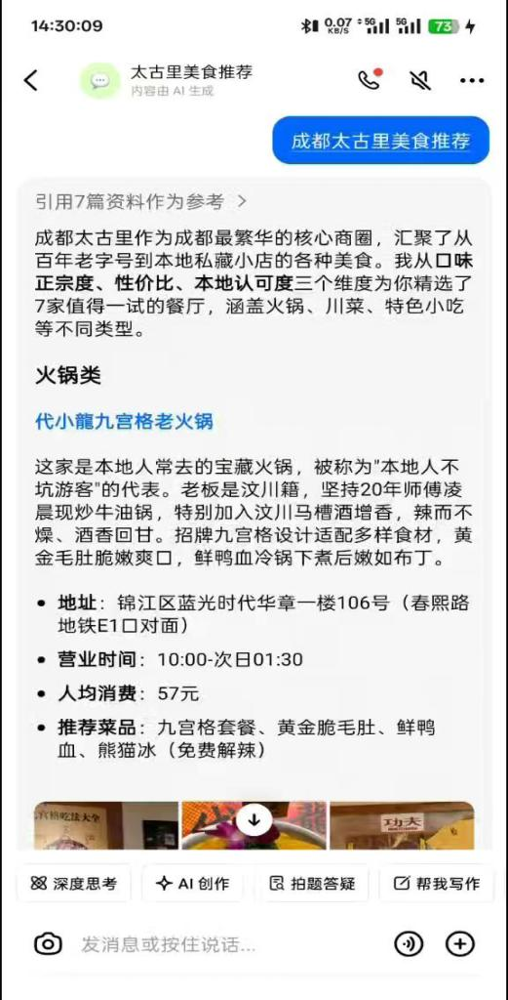 14:30:09
0.07
KB/S
5G
5G
73
太古里美食推荐
内容由 AI 生成
成都太古里美食推荐
引用7篇资料作为参考 >
成都太古里作为成都最繁华的核心商圈，汇聚了从
百年老字号到本地私藏小店的各种美食。我从口味
正宗度、性价比、本地认可度三个维度为你精选了
7家值得一试的餐厅，涵盖火锅、川菜、特色小吃
等不同类型。
火锅类
代小龍九宫格老火锅
这家是本地人常去的宝藏火锅，被称为"本地人不
坑游客"的代表。老板是汶川籍，坚持20年师傅凌
晨现炒牛油锅，特别加入汶川马槽酒增香，辣而不
燥、酒香回甘。招牌九宫格设计适配多样食材，黄
金毛肚脆嫩爽口，鲜鸭血冷锅下煮后嫩如布丁。
• 地址：锦江区蓝光时代华章一楼106号（春熙路
地铁E1口对面）
• 营业时间：10:00-次日01:30
• 人均消费：57元
• 推荐菜品：九宫格套餐、黄金脆毛肚、鲜鸭
血、熊猫冰（免费解辣）
宫格吃法大全
代 龍
功夫
深度思考
AI 创作
拍题答疑
帮我写作
发消息或按住说话...